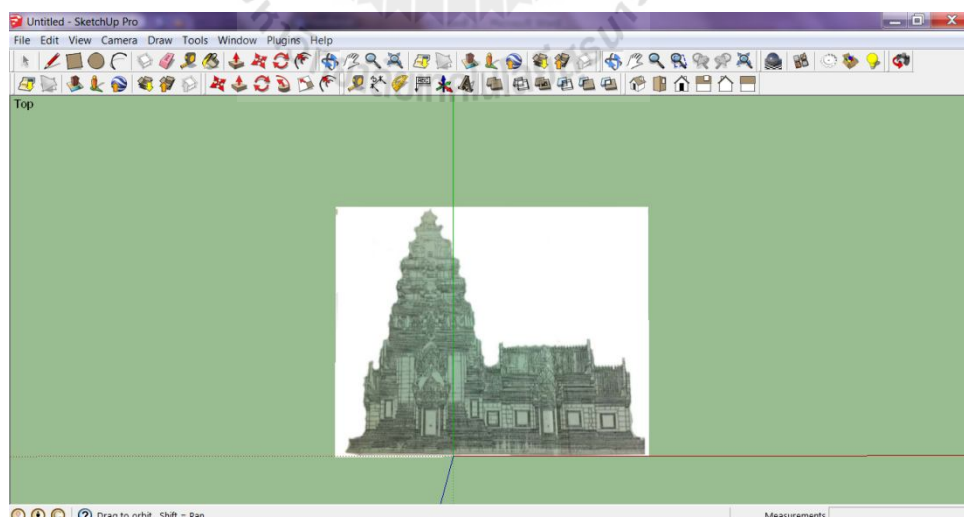 Untitled - SketchUp Pro
File Edit View Camera Draw Tools Window Plugins Help
Top
Drag to orbit. Shift = Pan
Measurements